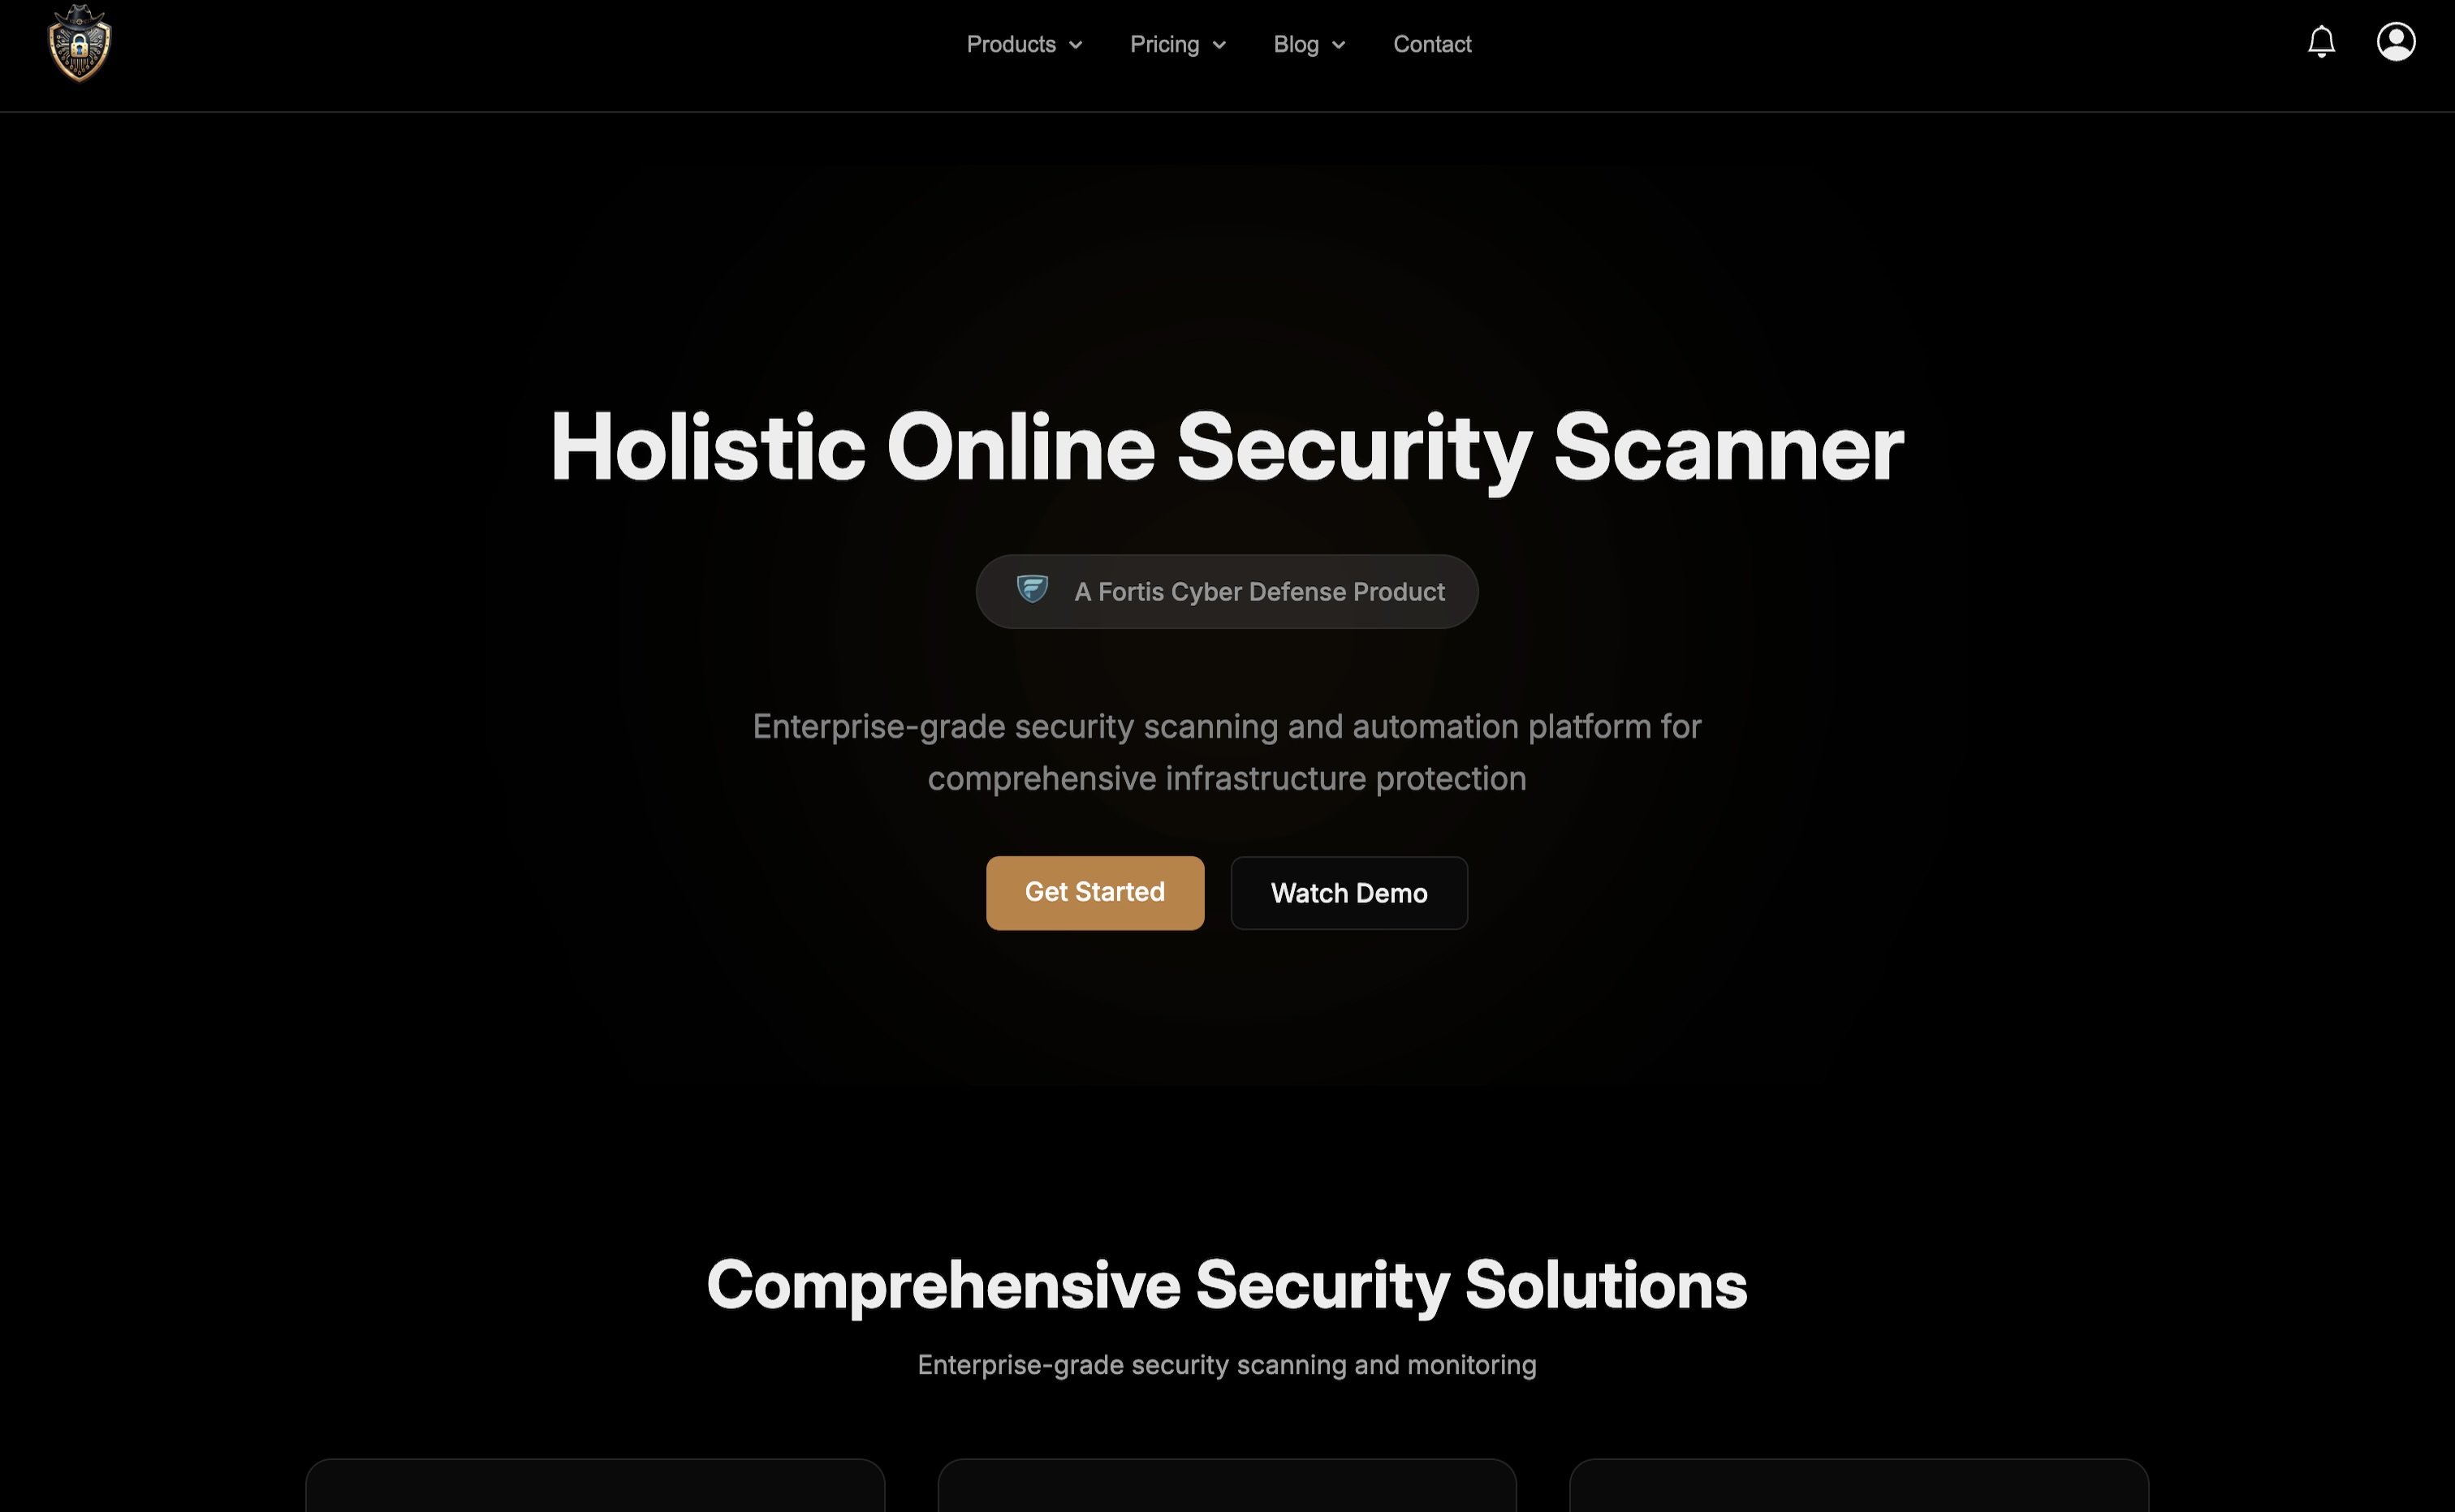 Products
Pricing
Blog
Contact
Holistic Online Security Scanner
A Fortis Cyber Defense Product
Enterprise-grade security scanning and automation platform for
comprehensive infrastructure protection
Get Started
Watch Demo
Comprehensive Security Solutions
Enterprise-grade security scanning and monitoring